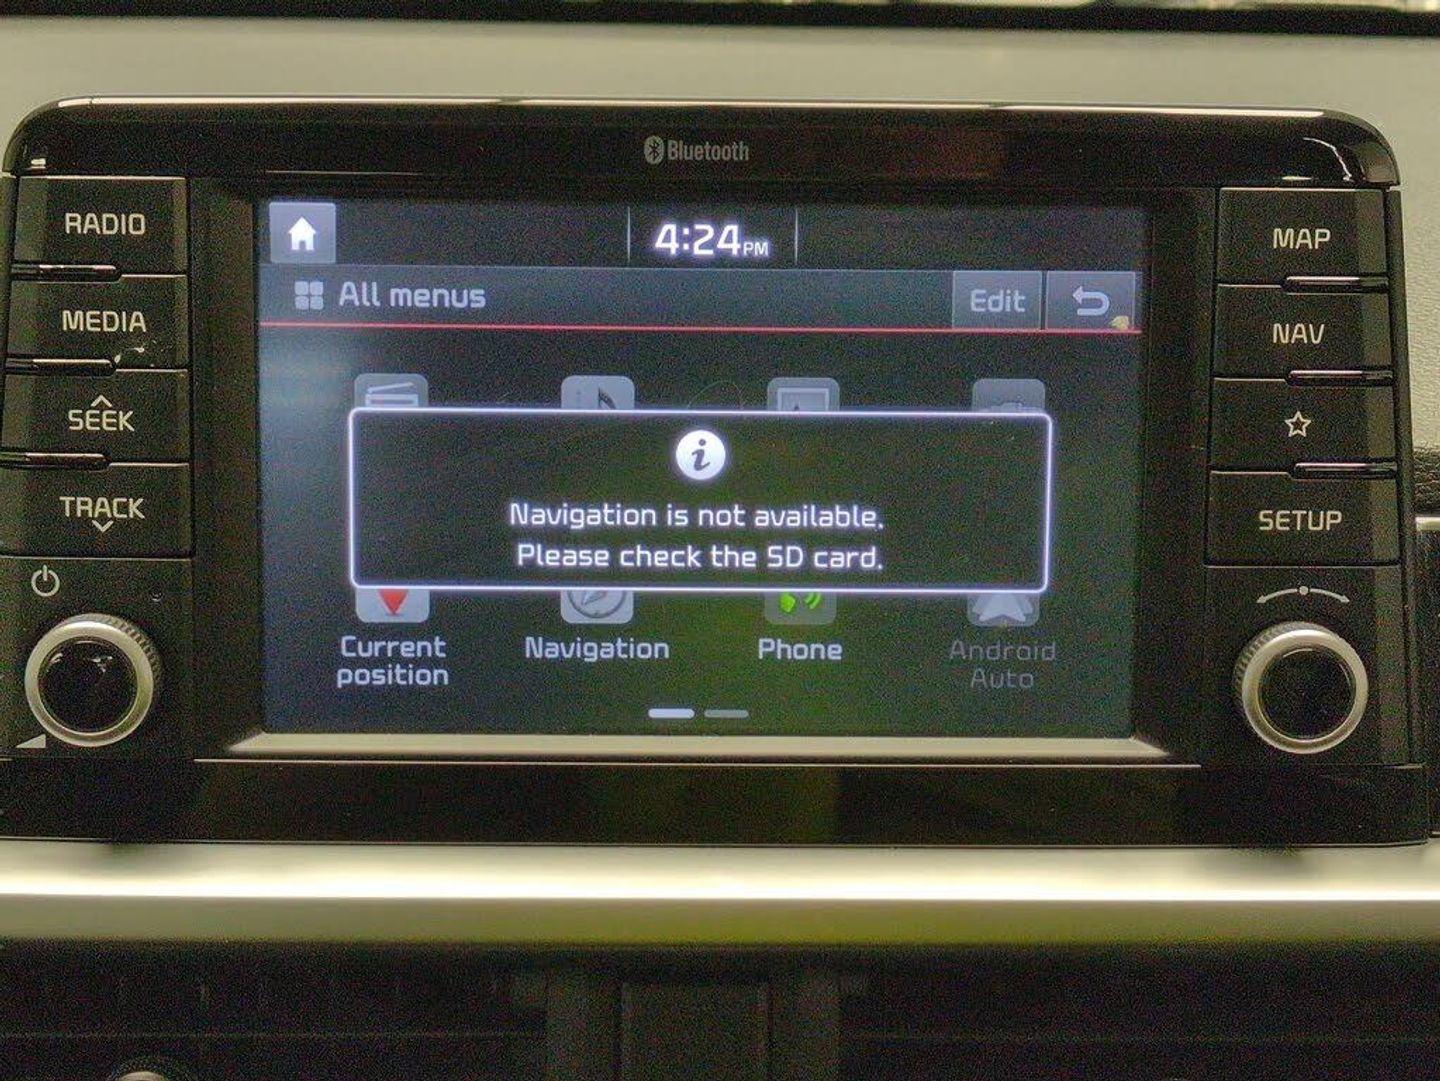 Bluetooth
RADIO
MEDIA
SEEK
TRACK
4:24PM
All menus
Edit
Navigation is not available.
Please check the SD card.
Current
position
Navigation
Phone
Android
Auto
MAP
NAV
SETUP